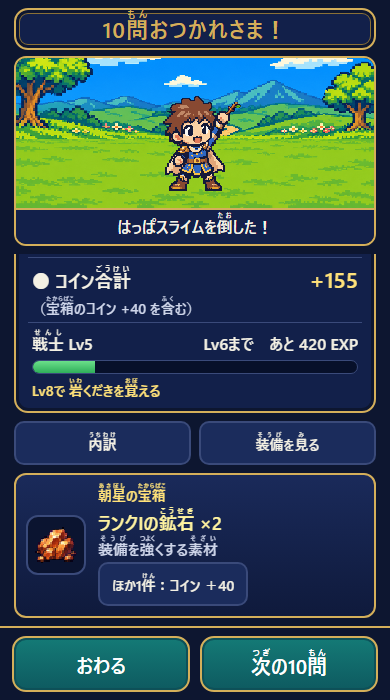 10問おつかれさま！
はっぱスライムを倒した！
コイン合計 +155
（宝箱のコイン +40 を含む）
戦士 Lv5 Lv6まで あと 420 EXP
Lv8で 岩くだきを覚える
内訳 装備を見る
朝星の宝箱
ランクIの鉱石 ×2
装備を強くする素材
ほか1件：コイン ＋40
おわる 次の10問